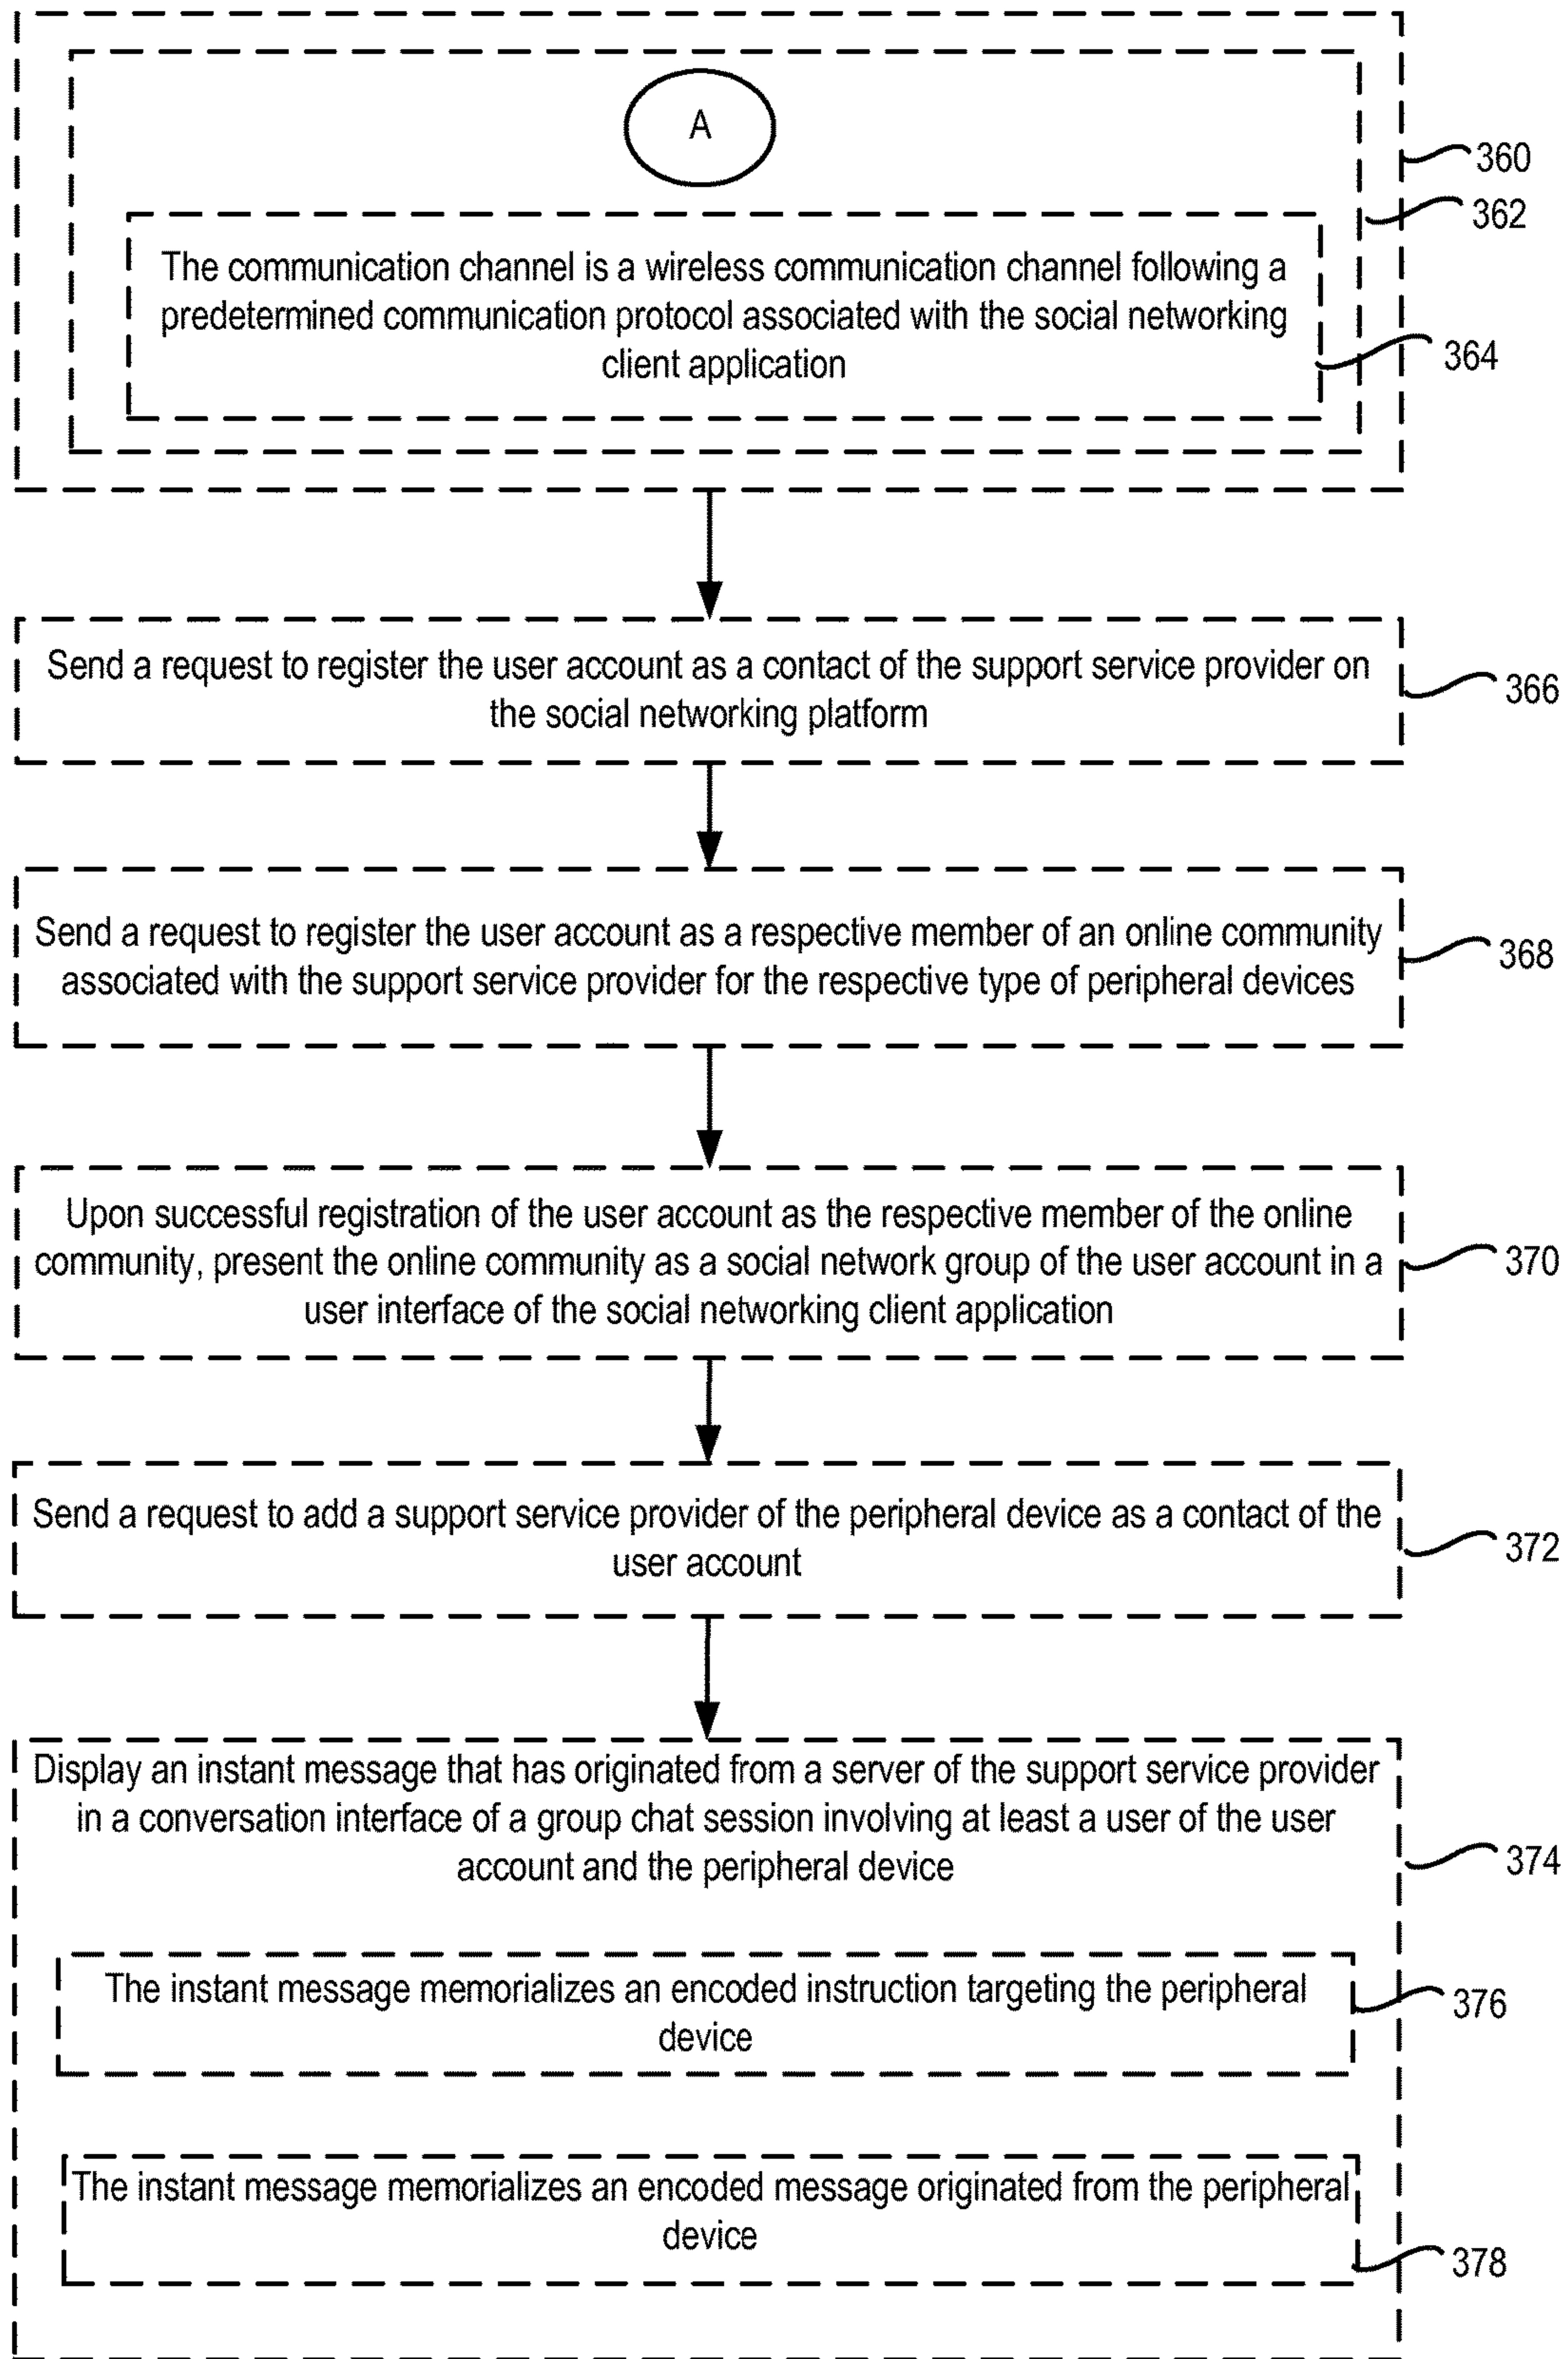 A
360
362
The communication channel is a wireless communication channel following a
predetermined communication protocol associated with the social networking
client application
364
Send a request to register the user account as a contact of the support service provider on
the social networking platform
366
Send a request to register the user account as a respective member of an online community
associated with the support service provider for the respective type of peripheral devices
368
Upon successful registration of the user account as the respective member of the online
community, present the online community as a social network group of the user account in a
user interface of the social networking client application
370
Send a request to add a support service provider of the peripheral device as a contact of the
user account
372
Display an instant message that has originated from a server of the support service provider
in a conversation interface of a group chat session involving at least a user of the user
account and the peripheral device
374
The instant message memorializes an encoded instruction targeting the peripheral
device
376
The instant message memorializes an encoded message originated from the peripheral
device
378